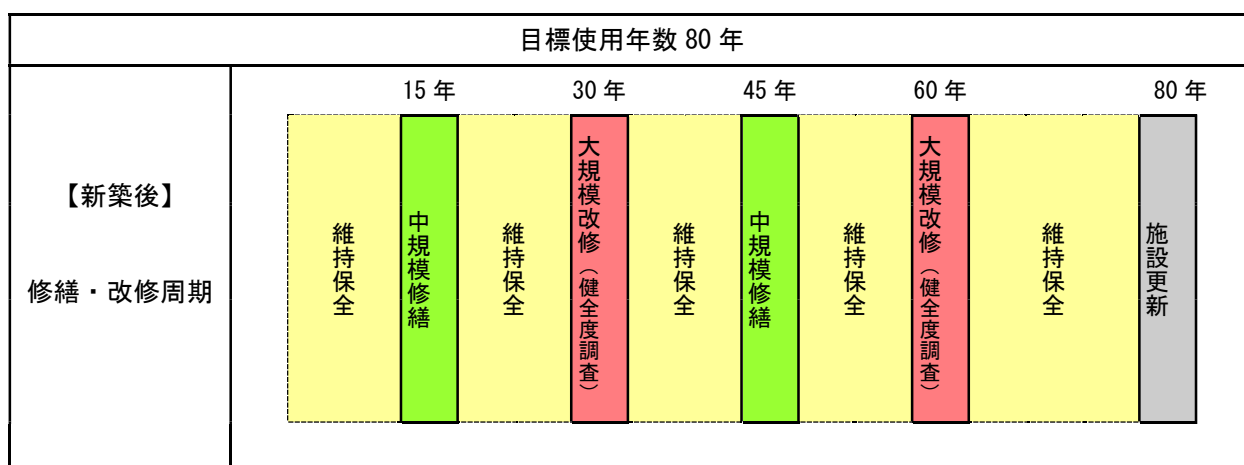 目標使用年数 80 年
15 年
30 年
45 年
60 年
80 年
【新築後】
修繕・改修周期
維持保全
中規模修繕
維持保全
大規模改修（健全度調査）
維持保全
中規模修繕
維持保全
大規模改修（健全度調査）
維持保全
施設更新